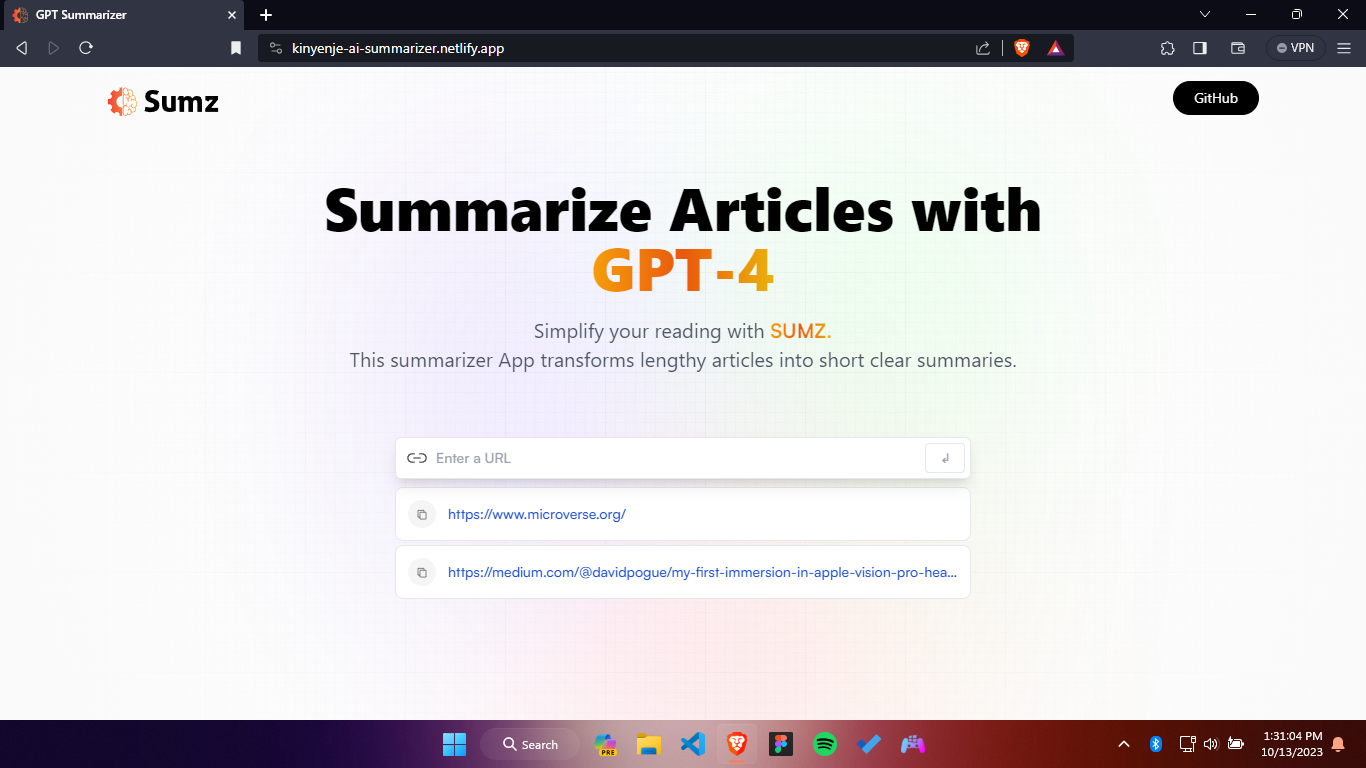 GPT Summarizer
kinyenje-ai-summarizer.netlify.app
VPN
Sumz
GitHub
Summarize Articles with
GPT-4
Simplify your reading with SUMZ.
This summarizer App transforms lengthy articles into short clear summaries.
Enter a URL
https://www.microverse.org/
https://medium.com/@davidpogue/my-first-immersion-in-apple-vision-pro-hea...
Search
PRE
1:31:04 PM
10/13/2023